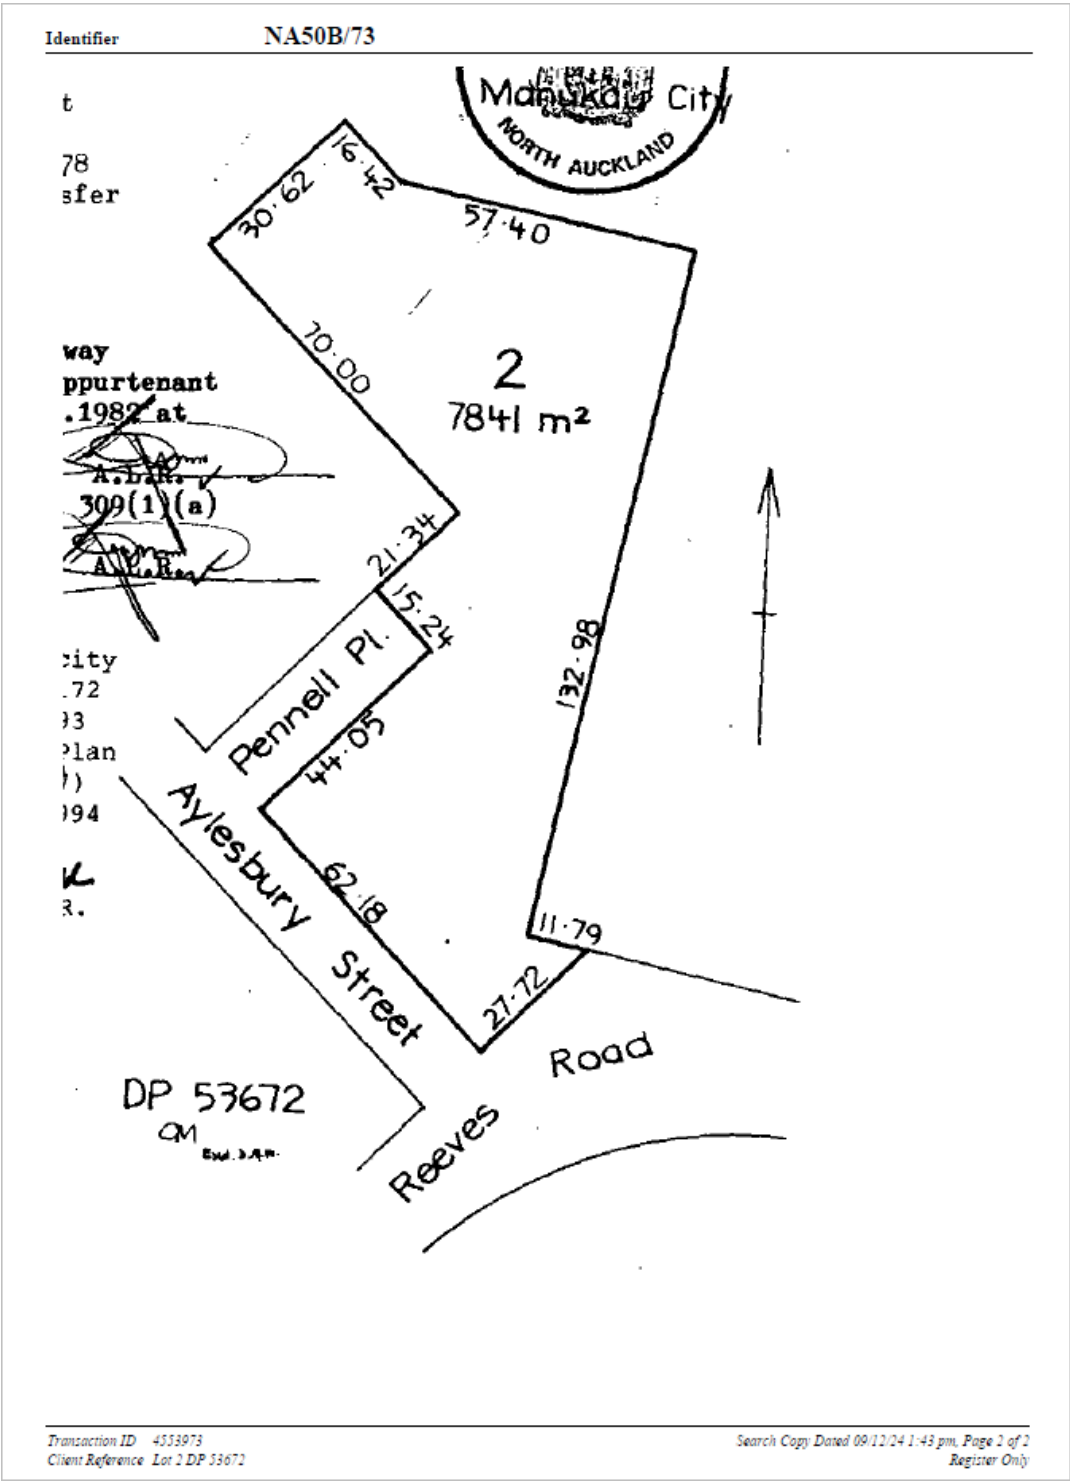 Identifier NA50B/73
t
78
sfer
Manukau City
NORTH AUCKLAND
16.42
30.62
57.40
70.00
2
7841 m²
way
ppurtenant
.1982 at
A.L.R.
309(1)(a)
A.L.R.
21.34
15.24
Pennell Pl.
132.98
44.05
city
172
93
Plan
7)
994
R.
Aylesbury Street
62.18
11.79
27.72
Road
Reeves
DP 53672
Transaction ID 4553973
Client Reference Lot 2 DP 53672
Search Copy Dated 09/12/24 1:43 pm, Page 2 of 2
Register Only